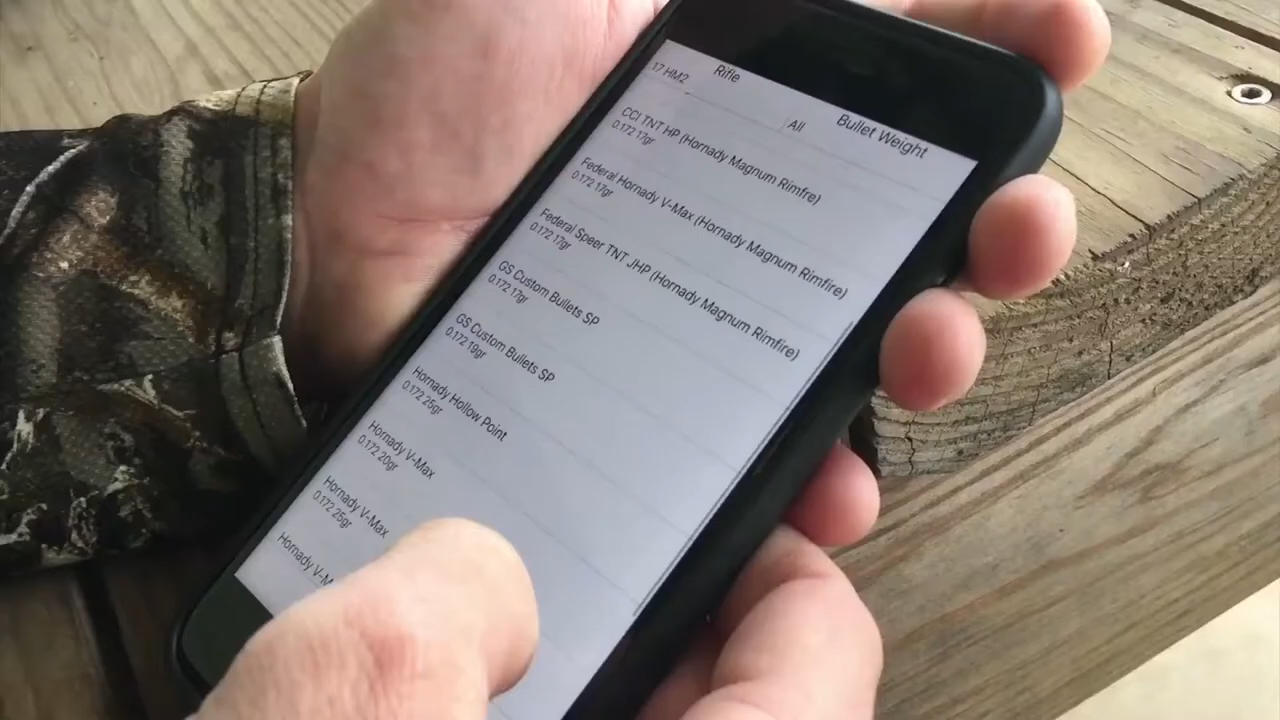 Rifle
17 HM2
All
Bullet Weight
CCI TNT HP (Hornady Magnum Rimfire)
0.172 17gr
Federal Hornady V-Max (Hornady Magnum Rimfire)
0.172 17gr
Federal Speer TNT JHP (Hornady Magnum Rimfire)
0.172 17gr
GS Custom Bullets SP
0.172 17gr
GS Custom Bullets SP
0.172 19gr
Hornady Hollow Point
0.172 25gr
Hornady V-Max
0.172 20gr
Hornady V-Max
0.172 25gr
Hornady V-M